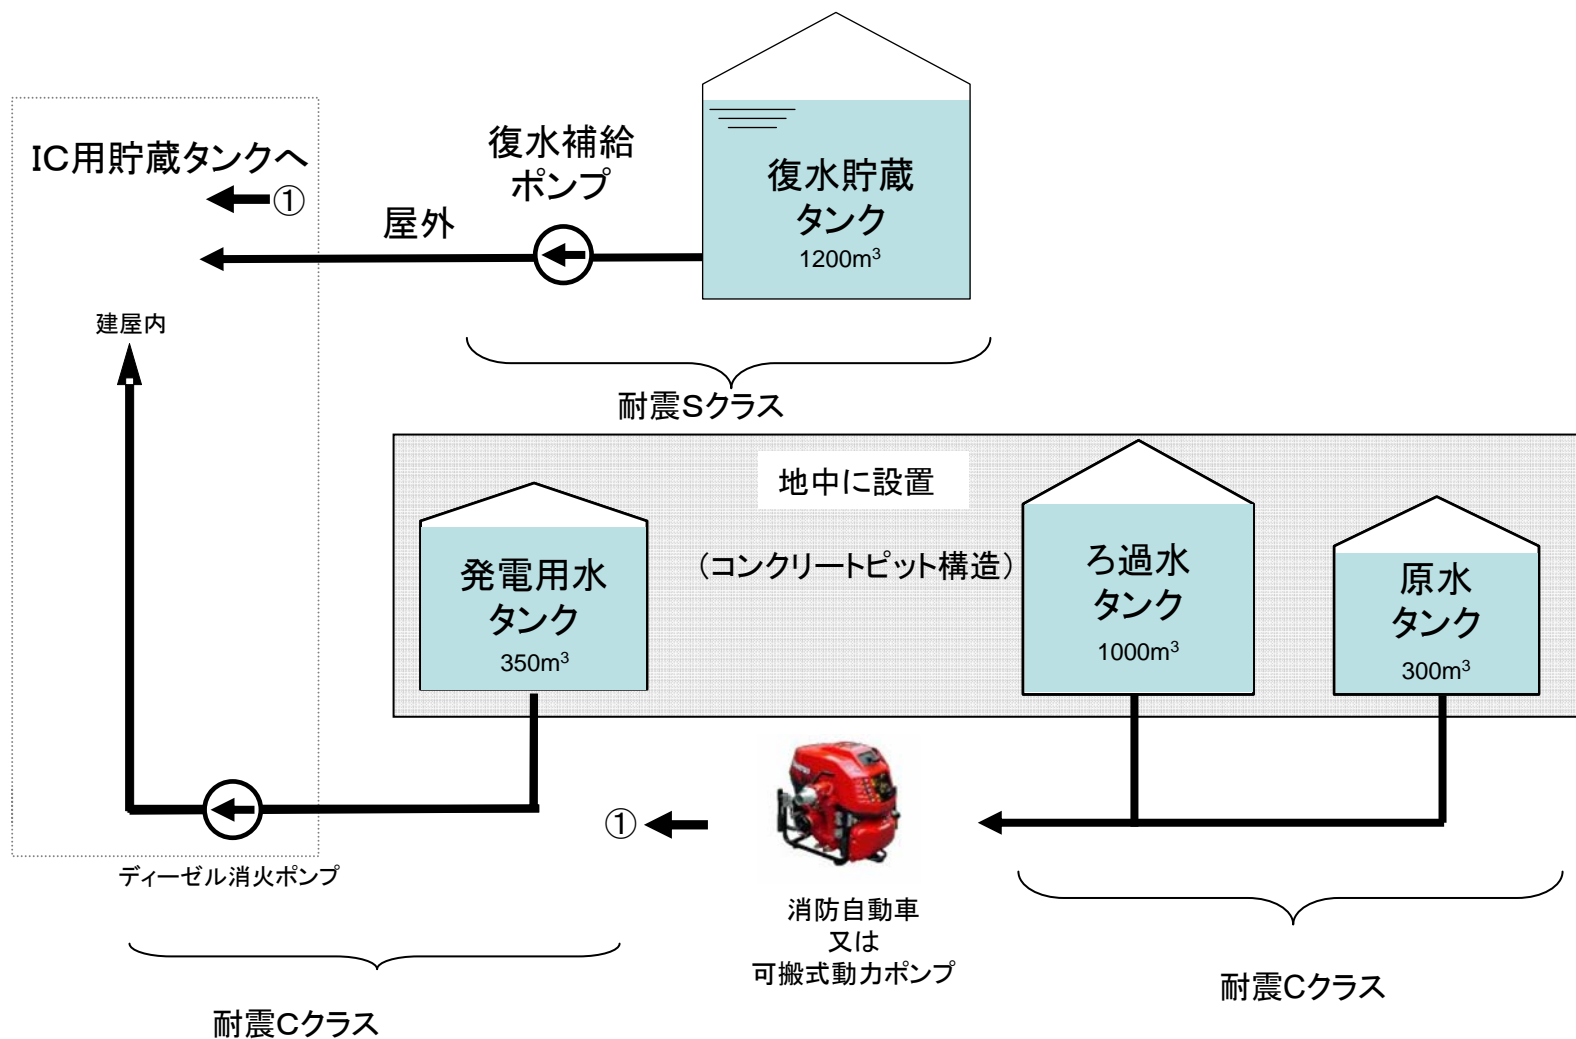 IC用貯蔵タンクへ
①
屋外
復水補給
ポンプ
復水貯蔵
タンク
1200m³
建屋内
耐震Sクラス
地中に設置
（コンクリートピット構造）
発電用水
タンク
350m³
ろ過水
タンク
1000m³
原水
タンク
300m³
①
ディーゼル消火ポンプ
消防自動車
又は
可搬式動力ポンプ
耐震Cクラス
耐震Cクラス